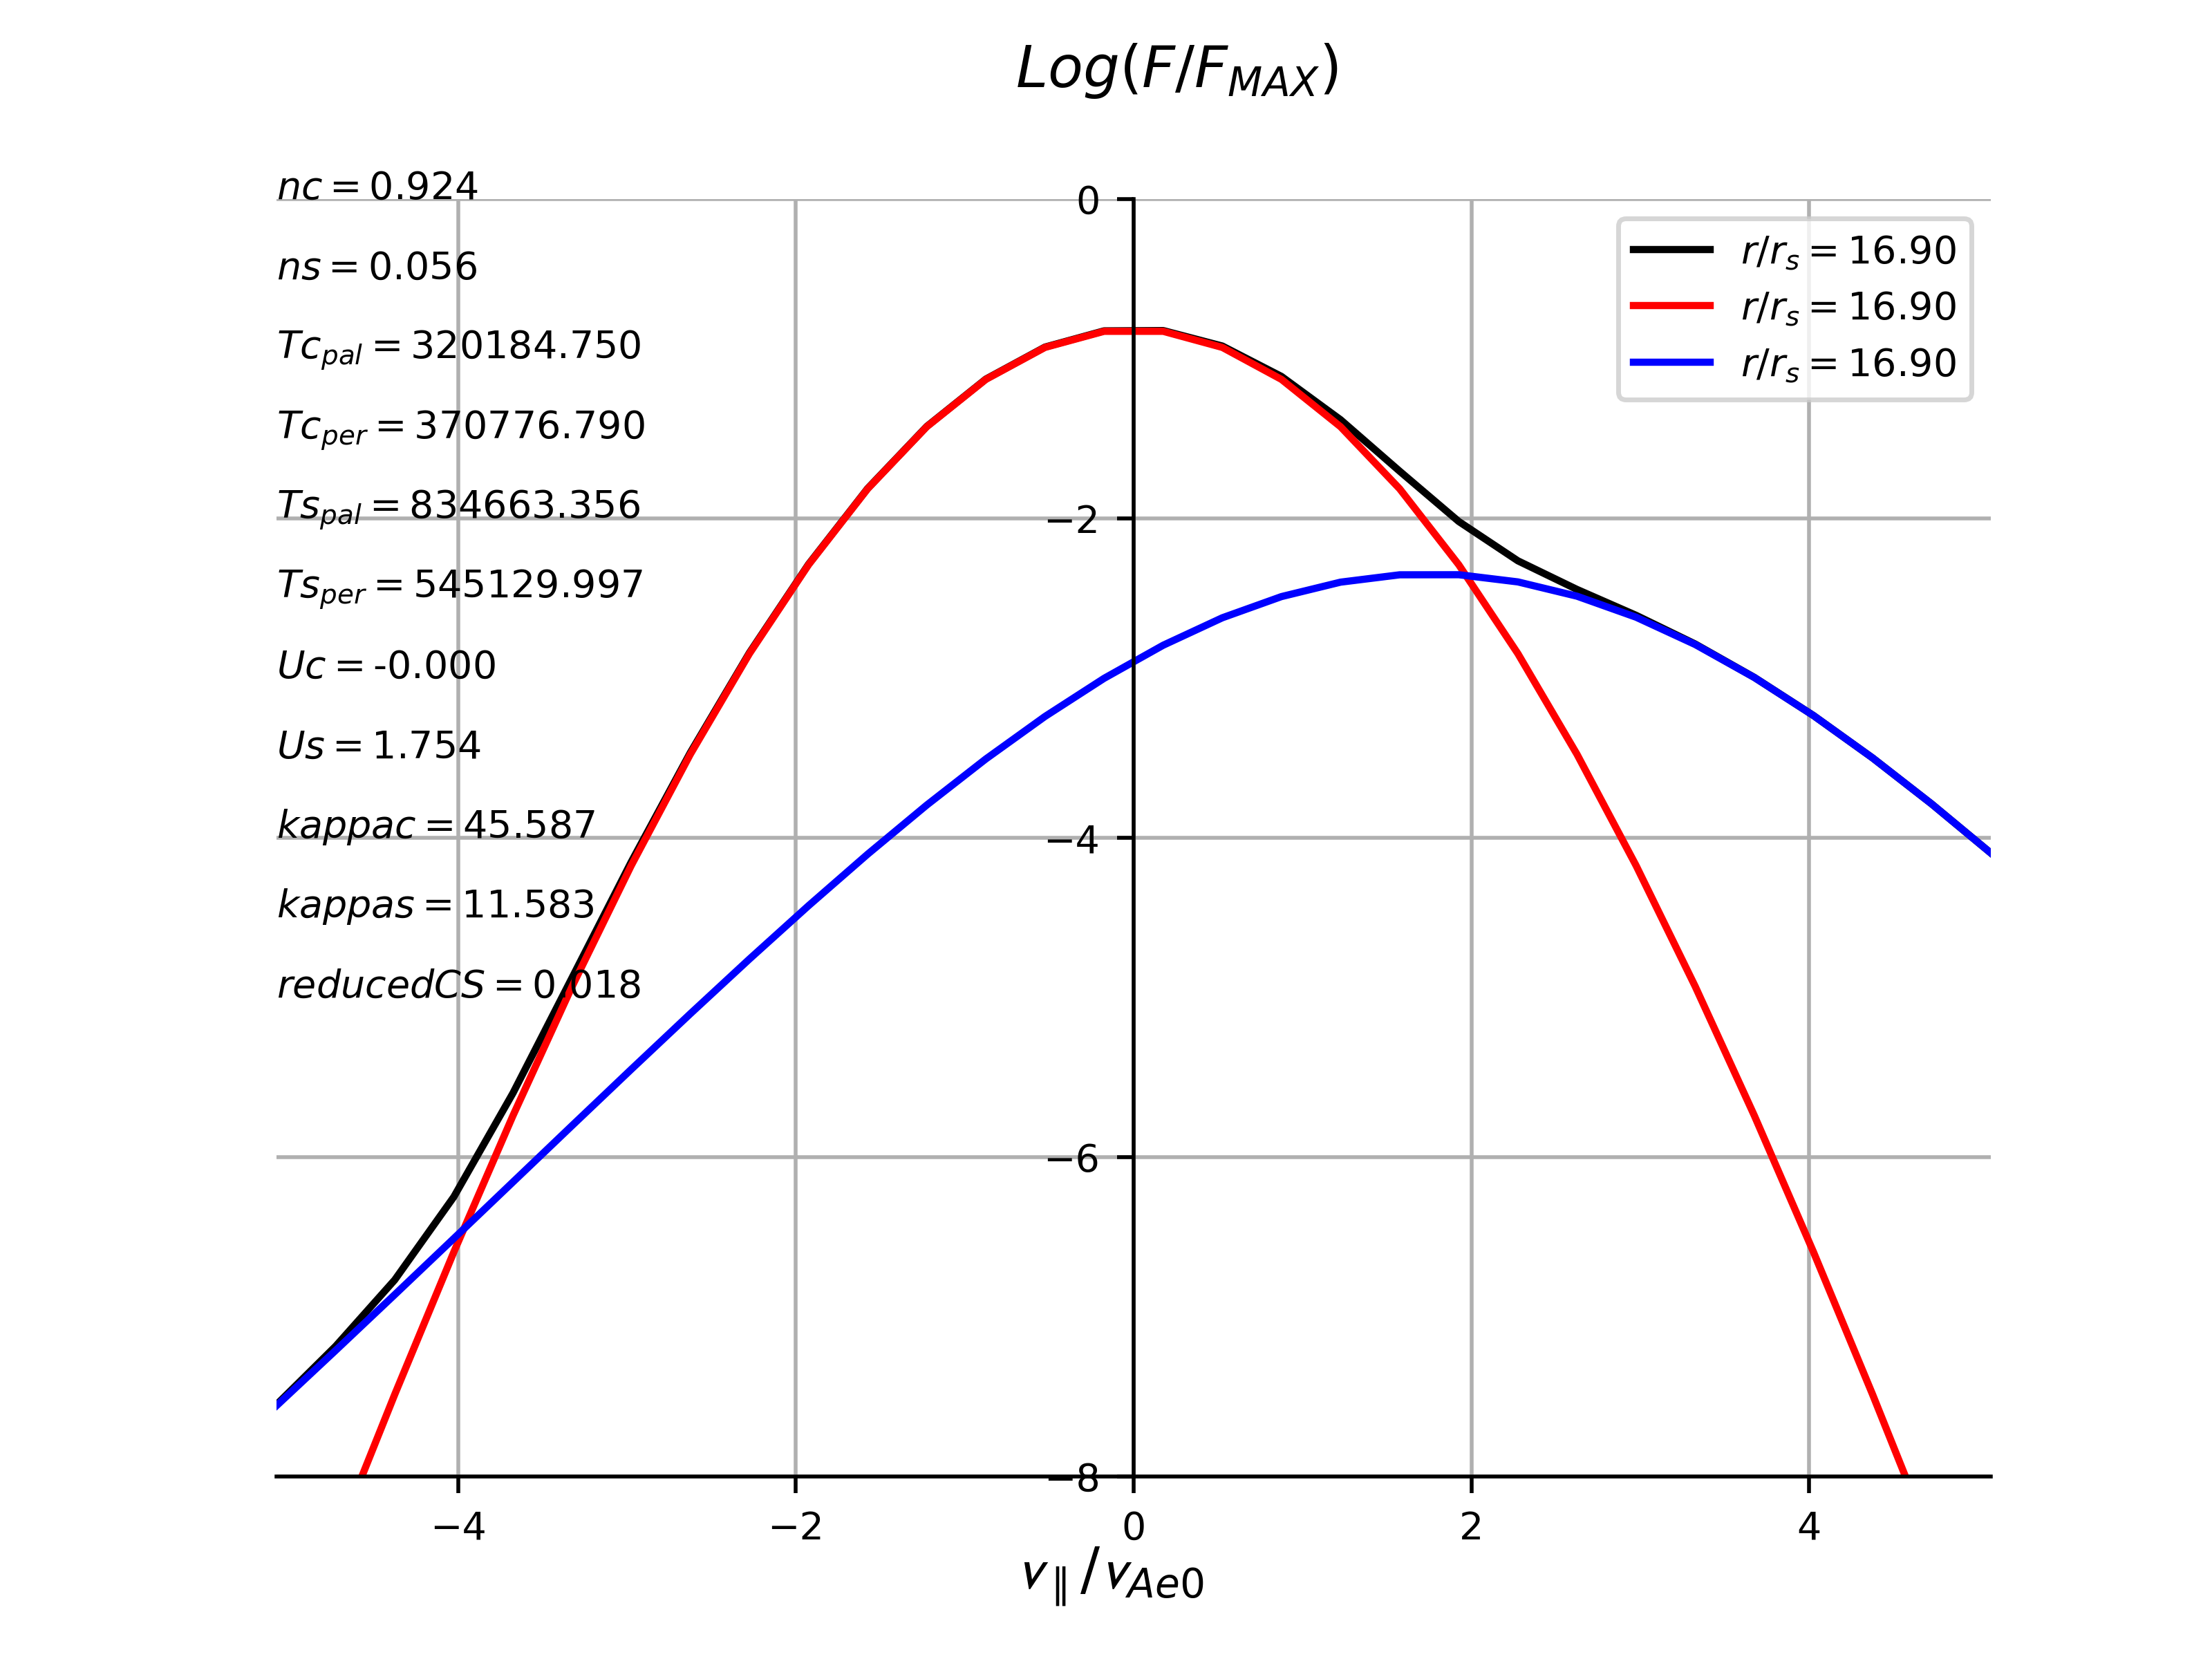 Log(F/F_MAX)
nc = 0.924
ns = 0.056
Tc_pal = 320184.750
Tc_per = 370776.790
Ts_pal = 834663.356
Ts_per = 545129.997
Uc = -0.000
Us = 1.754
kappac = 45.587
kappas = 11.583
reducedCS = 0.018
r/r_s = 16.90
r/r_s = 16.90
r/r_s = 16.90
0
−2
−4
−6
−8
−4 −2 0 2 4
v_∥/v_Ae0